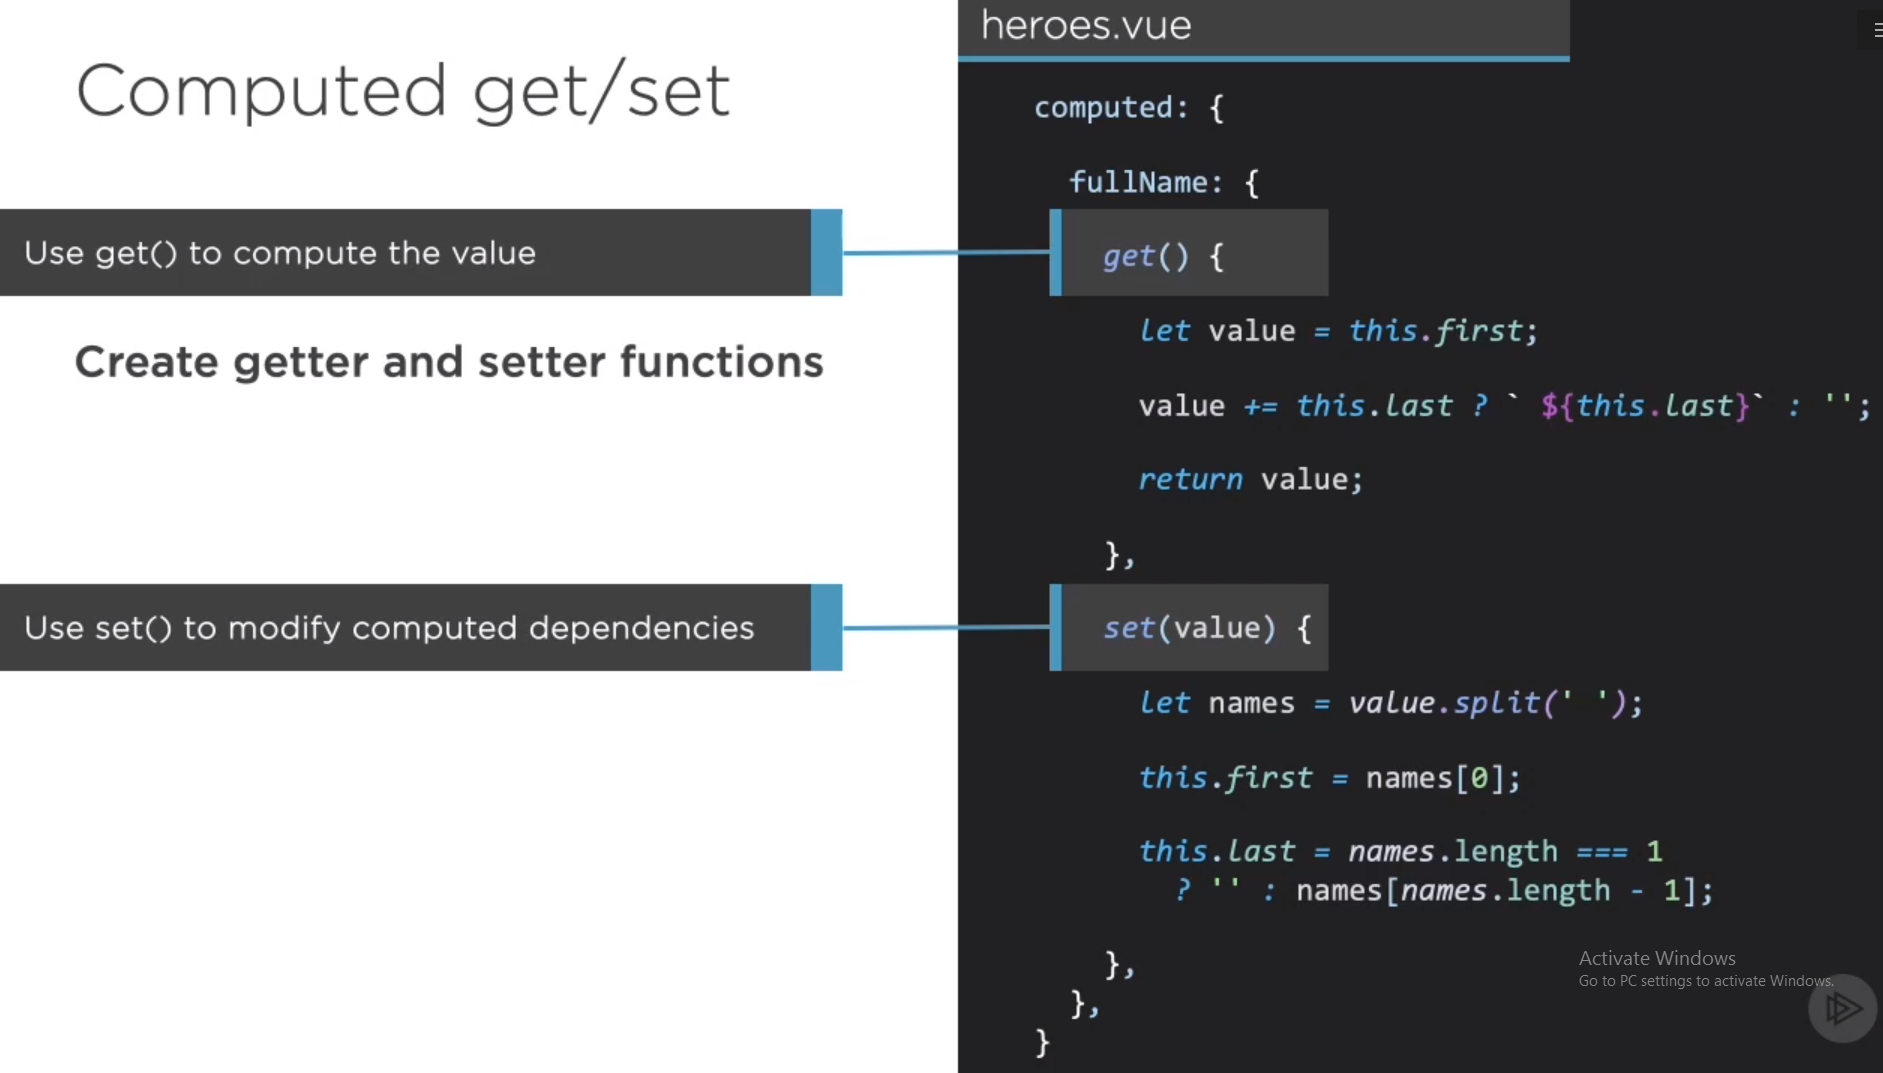 Computed get/set
Use get() to compute the value
Create getter and setter functions
Use set() to modify computed dependencies
heroes.vue
computed: {
fullName: {
get() {
let value = this.first;
value += this.last ? ` ${this.last}` : '';
return value;
},
set(value) {
let names = value.split(' ');
this.first = names[0];
this.last = names.length === 1
? '' : names[names.length - 1];
},
},
}
Activate Windows
Go to PC settings to activate Windows.